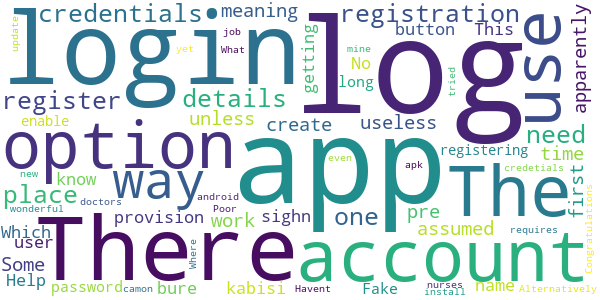 credentials meaning registration
update login job What log button This use apparently
yet mine getting No long
register details tried
enable unless create useless need
option way app even registering time
new know apk credetials
place wonderful doctors android Poor The first
Which There provision work sighn one pre assumed
user Where account
Some Help password camon bure kabisi Havent Fake nurses install requires name Alternatively Congratulations